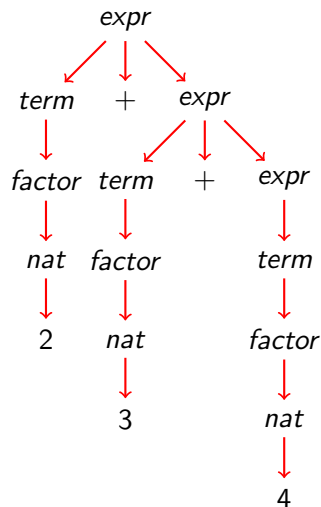 expr
term + expr
factor term + expr
nat factor term
2 nat factor
3 nat
4